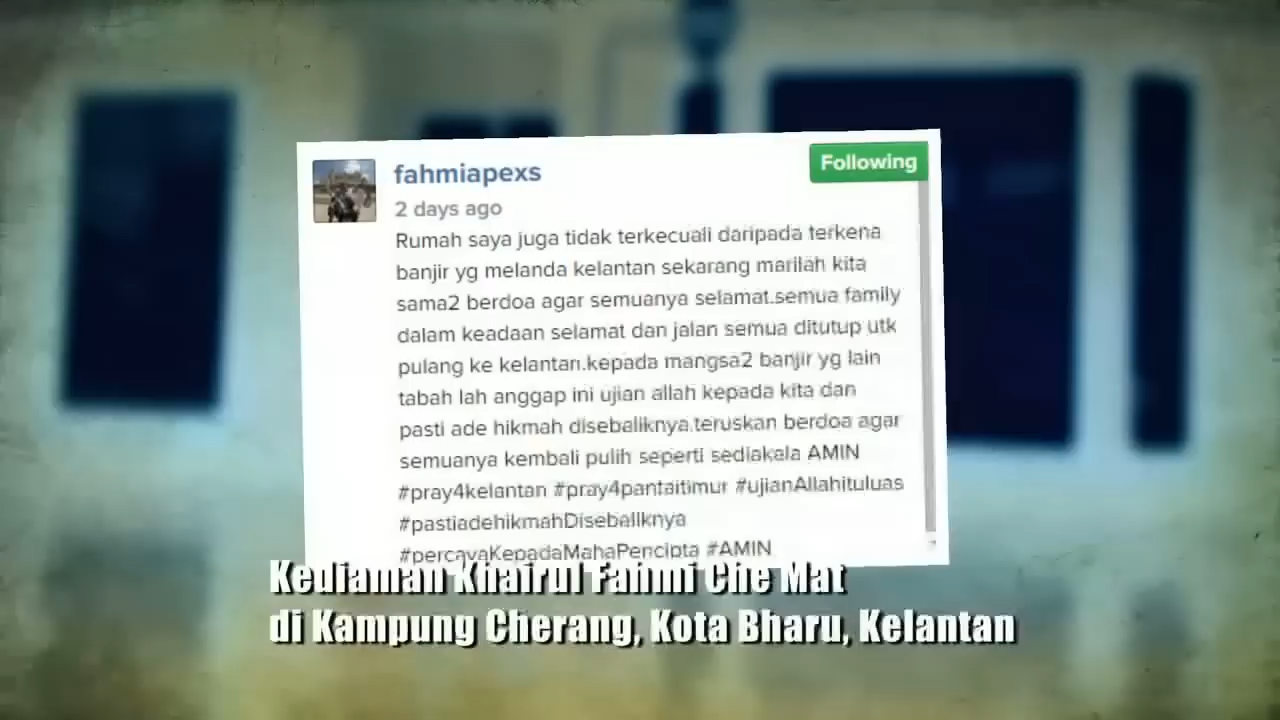 fahmiapexs
Following
2 days ago
Rumah saya juga tidak terkecuali daripada terkena
banjir yg melanda kelantan sekarang marilah kita
sama2 berdoa agar semuanya selamat.semua family
dalam keadaan selamat dan jalan semua ditutup utk
pulang ke kelantan.kepada mangsa2 banjir yg lain
tabah lah anggap ini ujian allah kepada kita dan
pasti ade hikmah disebaliknya.teruskan berdoa agar
semuanya kembali pulih seperti sediakala AMIN
#pray4kelantan #pray4pantaitimur #ujianAllahituluas
#pastiadehikmahDisebaliknya
#percayaKepadaMahaPencipta #AMIN
Kediaman Khairul Fahmi Che Mat
di Kampung Cherang, Kota Bharu, Kelantan